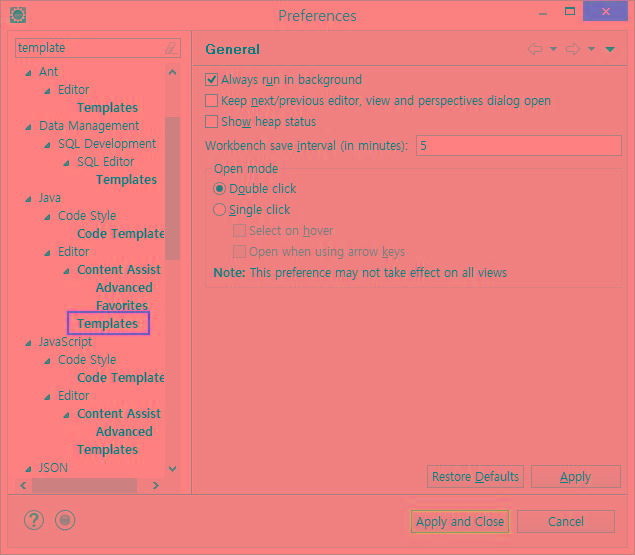 Preferences
template
Ant
Editor
Templates
Data Management
SQL Development
SQL Editor
Templates
Java
Code Style
Code Template
Editor
Content Assist
Advanced
Favorites
Templates
JavaScript
Code Style
Code Template
Editor
Content Assist
Advanced
Templates
JSON
General
Always run in background
Keep next/previous editor, view and perspectives dialog open
Show heap status
Workbench save interval (in minutes): 5
Open mode
Double click
Single click
Select on hover
Open when using arrow keys
Note: This preference may not take effect on all views
Restore Defaults Apply
? Apply and Close Cancel